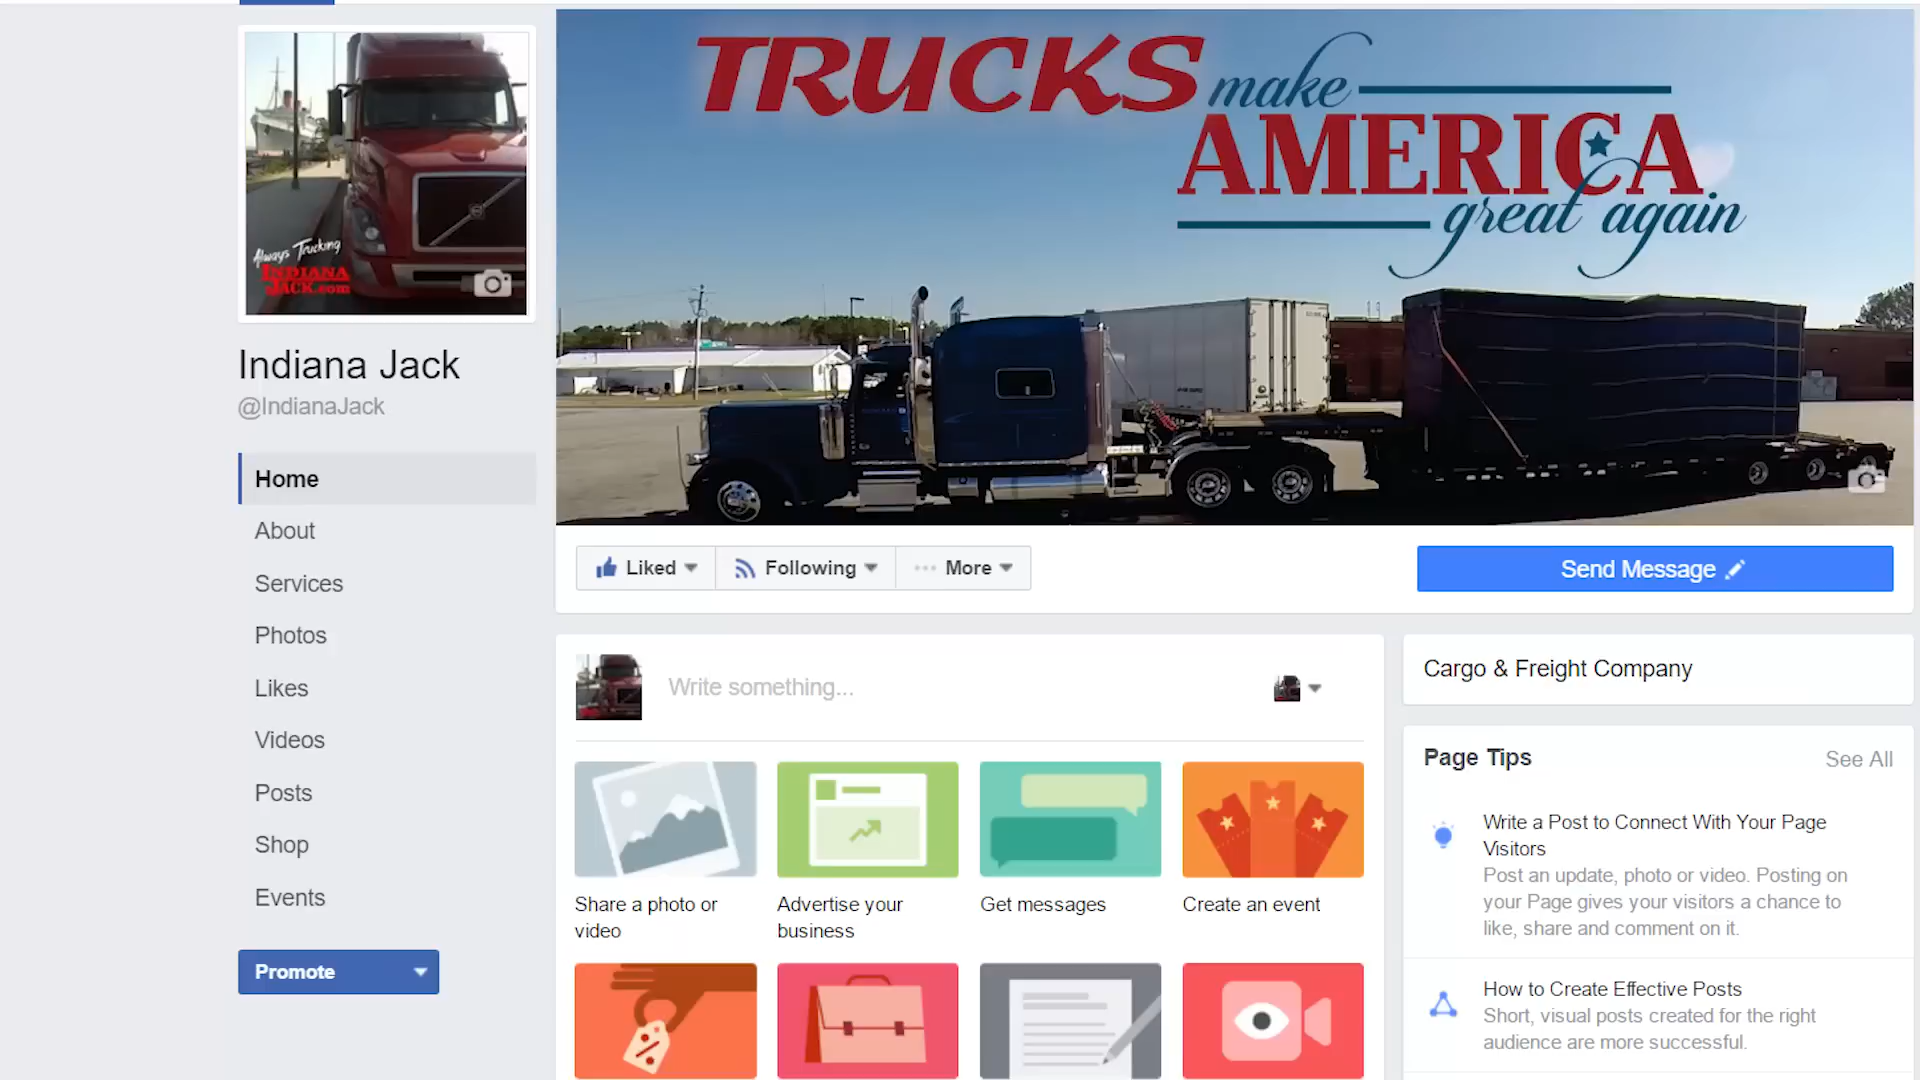 TRUCKS make
AMERICA
great again
Always Trucking
INDIANA
JACK.com
Indiana Jack
@IndianaJack
Home
About
Services
Photos
Likes
Videos
Posts
Shop
Events
Promote
Liked
Following
More
Send Message
Write something...
Share a photo or
video
Advertise your
business
Get messages
Create an event
Cargo & Freight Company
Page Tips
See All
Write a Post to Connect With Your Page
Visitors
Post an update, photo or video. Posting on
your Page gives your visitors a chance to
like, share and comment on it.
How to Create Effective Posts
Short, visual posts created for the right
audience are more successful.